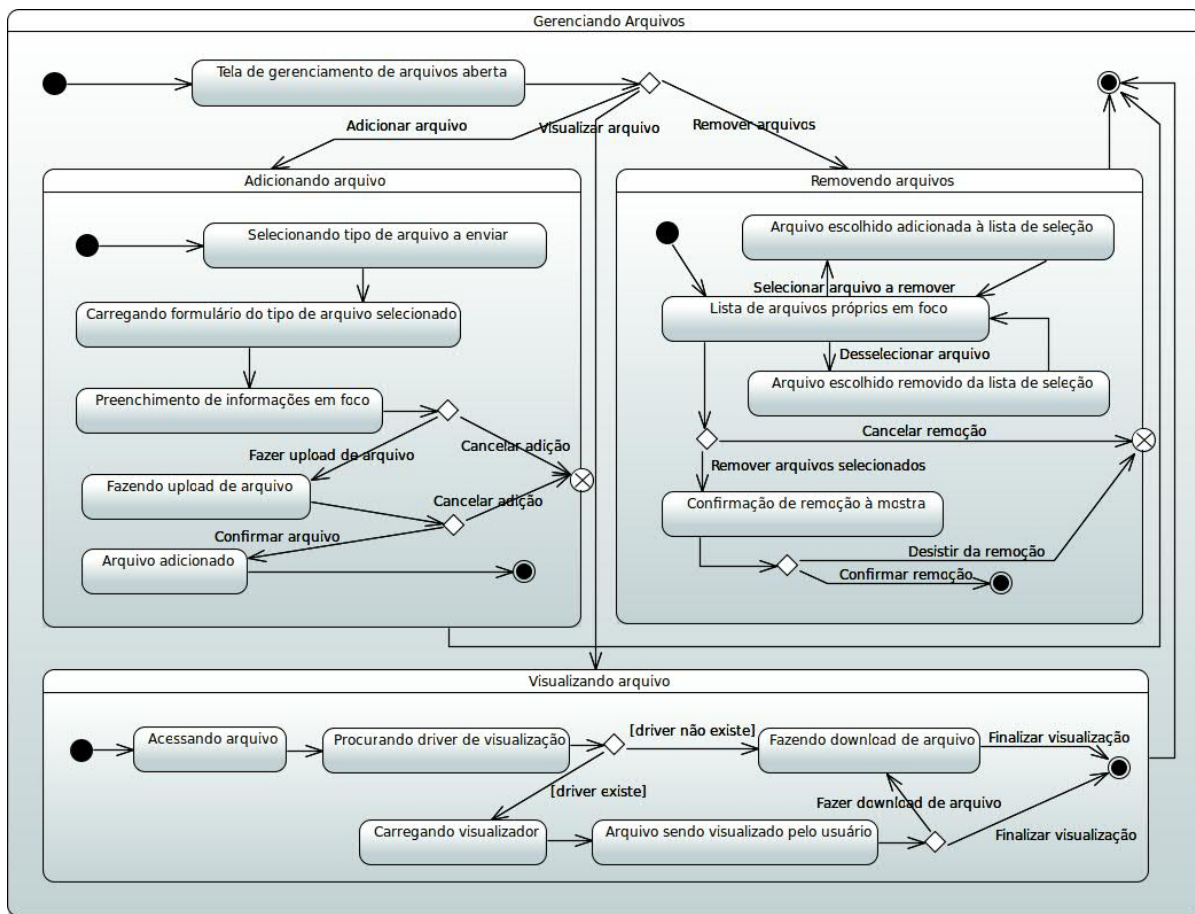 Gerenciando Arquivos
Tela de gerenciamento de arquivos aberta
Adicionar arquivo
Visualizar arquivo
Remover arquivos
Adicionando arquivo
Selecionando tipo de arquivo a enviar
Carregando formulário do tipo de arquivo selecionado
Preenchimento de informações em foco
Cancelar adição
Fazer upload de arquivo
Fazendo upload de arquivo
Cancelar adição
Confirmar arquivo
Arquivo adicionado
Removendo arquivos
Arquivo escolhido adicionada à lista de seleção
Selecionar arquivo a remover
Lista de arquivos próprios em foco
Desselecionar arquivo
Arquivo escolhido removido da lista de seleção
Cancelar remoção
Remover arquivos selecionados
Confirmação de remoção à mostra
Desistir da remoção
Confirmar remoção
Visualizando arquivo
Acessando arquivo
Procurando driver de visualização
[driver não existe]
Fazendo download de arquivo
Finalizar visualização
[driver existe]
Fazer download de arquivo
Carregando visualizador
Arquivo sendo visualizado pelo usuário
Finalizar visualização